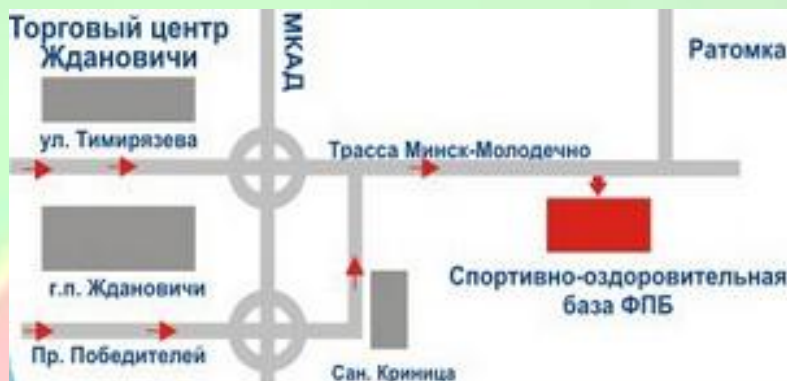 Торговый центр
Ждановичи
МКАД
Ратомка
ул. Тимирязева
Трасса Минск-Молодечно
г.п. Ждановичи
Спортивно-оздоровительная
база ФПБ
Пр. Победителей
Сан. Криница